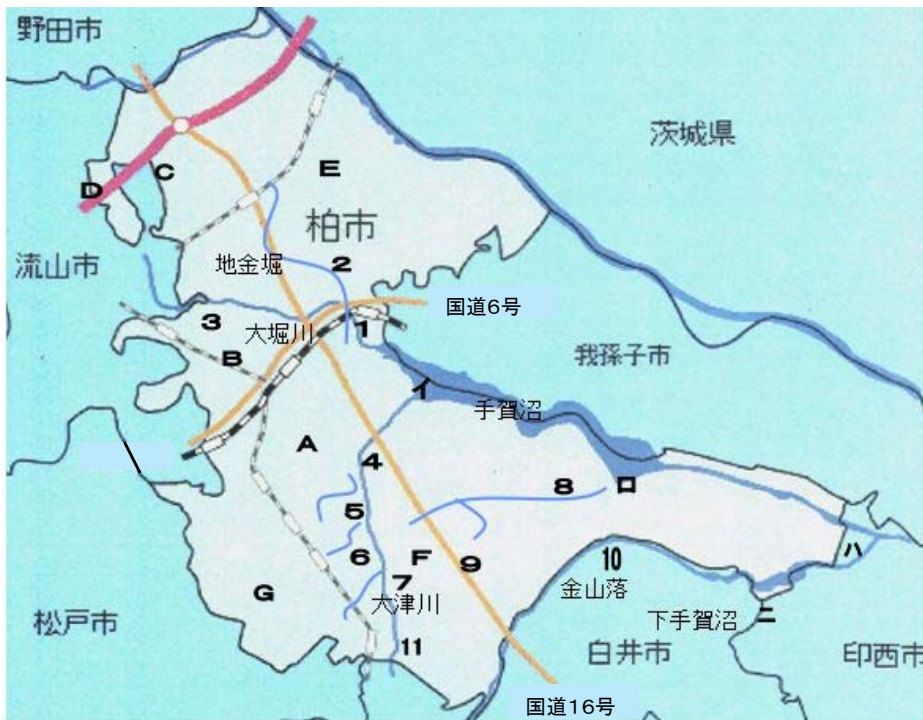 野田市
茨城県
D
C
E
柏市
流山市
地金堀
2
国道6号
3
大堀川
1
B
我孫子市
イ
手賀沼
A
4
8
ロ
5
6
F
9
10
ハ
G
7
金山落
大津川
下手賀沼
ニ
松戸市
11
白井市
印西市
国道16号